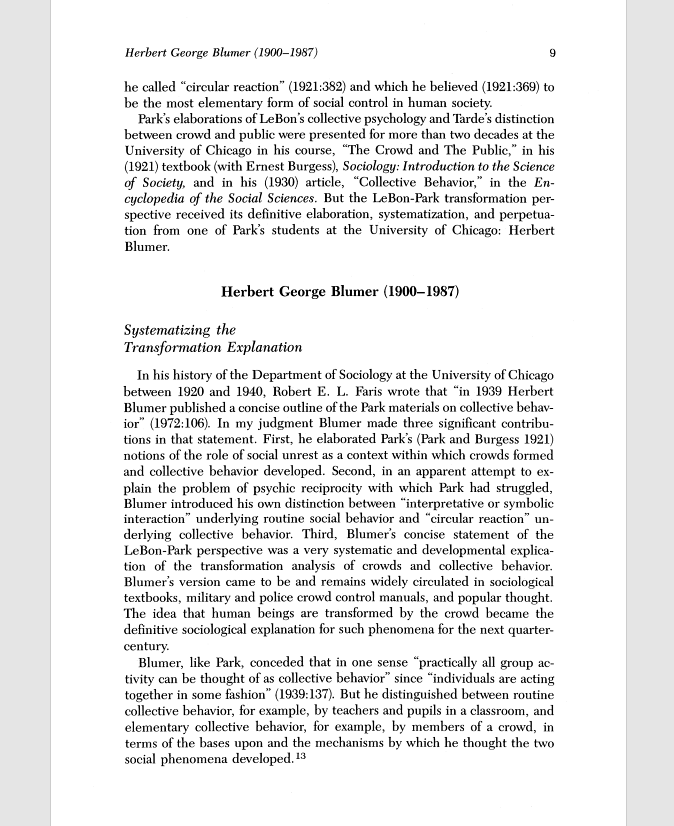 Herbert George Blumer (1900–1987) 9
he called “circular reaction” (1921:382) and which he believed (1921:369) to
be the most elementary form of social control in human society.
Park’s elaborations of LeBon’s collective psychology and Tarde’s distinction
between crowd and public were presented for more than two decades at the
University of Chicago in his course, “The Crowd and The Public,” in his
(1921) textbook (with Ernest Burgess), Sociology: Introduction to the Science
of Society, and in his (1930) article, “Collective Behavior,” in the En-
cyclopedia of the Social Sciences. But the LeBon-Park transformation per-
spective received its definitive elaboration, systematization, and perpetua-
tion from one of Park’s students at the University of Chicago: Herbert
Blumer.
Herbert George Blumer (1900–1987)
Systematizing the
Transformation Explanation
In his history of the Department of Sociology at the University of Chicago
between 1920 and 1940, Robert E. L. Faris wrote that “in 1939 Herbert
Blumer published a concise outline of the Park materials on collective behav-
ior” (1972:106). In my judgment Blumer made three significant contribu-
tions in that statement. First, he elaborated Park’s (Park and Burgess 1921)
notions of the role of social unrest as a context within which crowds formed
and collective behavior developed. Second, in an apparent attempt to ex-
plain the problem of psychic reciprocity with which Park had struggled,
Blumer introduced his own distinction between “interpretative or symbolic
interaction” underlying routine social behavior and “circular reaction” un-
derlying collective behavior. Third, Blumer’s concise statement of the
LeBon-Park perspective was a very systematic and developmental explica-
tion of the transformation analysis of crowds and collective behavior.
Blumer’s version came to be and remains widely circulated in sociological
textbooks, military and police crowd control manuals, and popular thought.
The idea that human beings are transformed by the crowd became the
definitive sociological explanation for such phenomena for the next quarter-
century.
Blumer, like Park, conceded that in one sense “practically all group ac-
tivity can be thought of as collective behavior” since “individuals are acting
together in some fashion” (1939:137). But he distinguished between routine
collective behavior, for example, by teachers and pupils in a classroom, and
elementary collective behavior, for example, by members of a crowd, in
terms of the bases upon and the mechanisms by which he thought the two
social phenomena developed.13